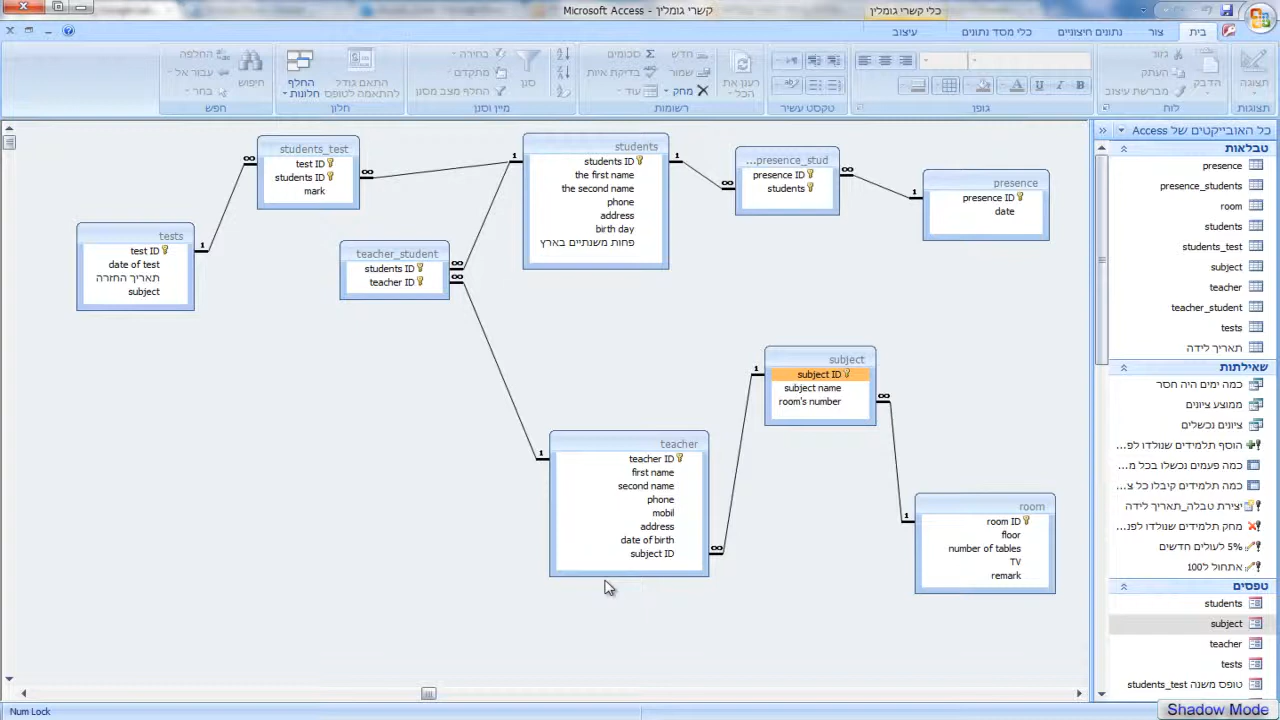 קשרי גומלין - Microsoft Access
כלי קשרי גומלין
בית
צור
נתונים חיצוניים
כלי מסד נתונים
עיצוב
תצוגה
תצוגות
הדבק
גזור
העתק
מברשת עיצוב
לוח
גופן
טקסט עשיר
רענן את הכל
חדש
שמור
מחק
סכומים
בדיקת איות
עוד
רשומות
סנן
בחירה
מתקדם
החלף מצב מסנן
מיין וסנן
התאם גודל להתאמה לטופס
החלף חלונות
חלון
חיפוש
החלפה
עבור אל
בחר
חפש
students_test
test ID
students ID
mark
tests
test ID
date of test
תאריך החזרה
subject
teacher_student
students ID
teacher ID
students
students ID
the first name
the second name
phone
address
birth day
פחות משנתיים בארץ
...presence_stud
presence ID
students
presence
presence ID
date
subject
subject ID
subject name
room's number
teacher
teacher ID
first name
second name
phone
mobil
address
date of birth
subject ID
room
room ID
floor
number of tables
TV
remark
כל האובייקטים של Access
טבלאות
presence
presence_students
room
students
students_test
subject
teacher
teacher_student
tests
תאריך לידה
שאילתות
כמה ימים היה חסר
ממוצע ציונים
ציונים נכשלים
הוסף תלמידים שנולדו לפ...
כמה פעמים נכשלו בכל מ...
כמה תלמידים קיבלו כל צ...
יצירת טבלה_תאריך לידה
מחק תלמידים שנולדו לפנ...
5% לעולים חדשים
אתחול ל100
טפסים
students
subject
teacher
tests
טופס משנה students_test
Num Lock
Shadow Mode